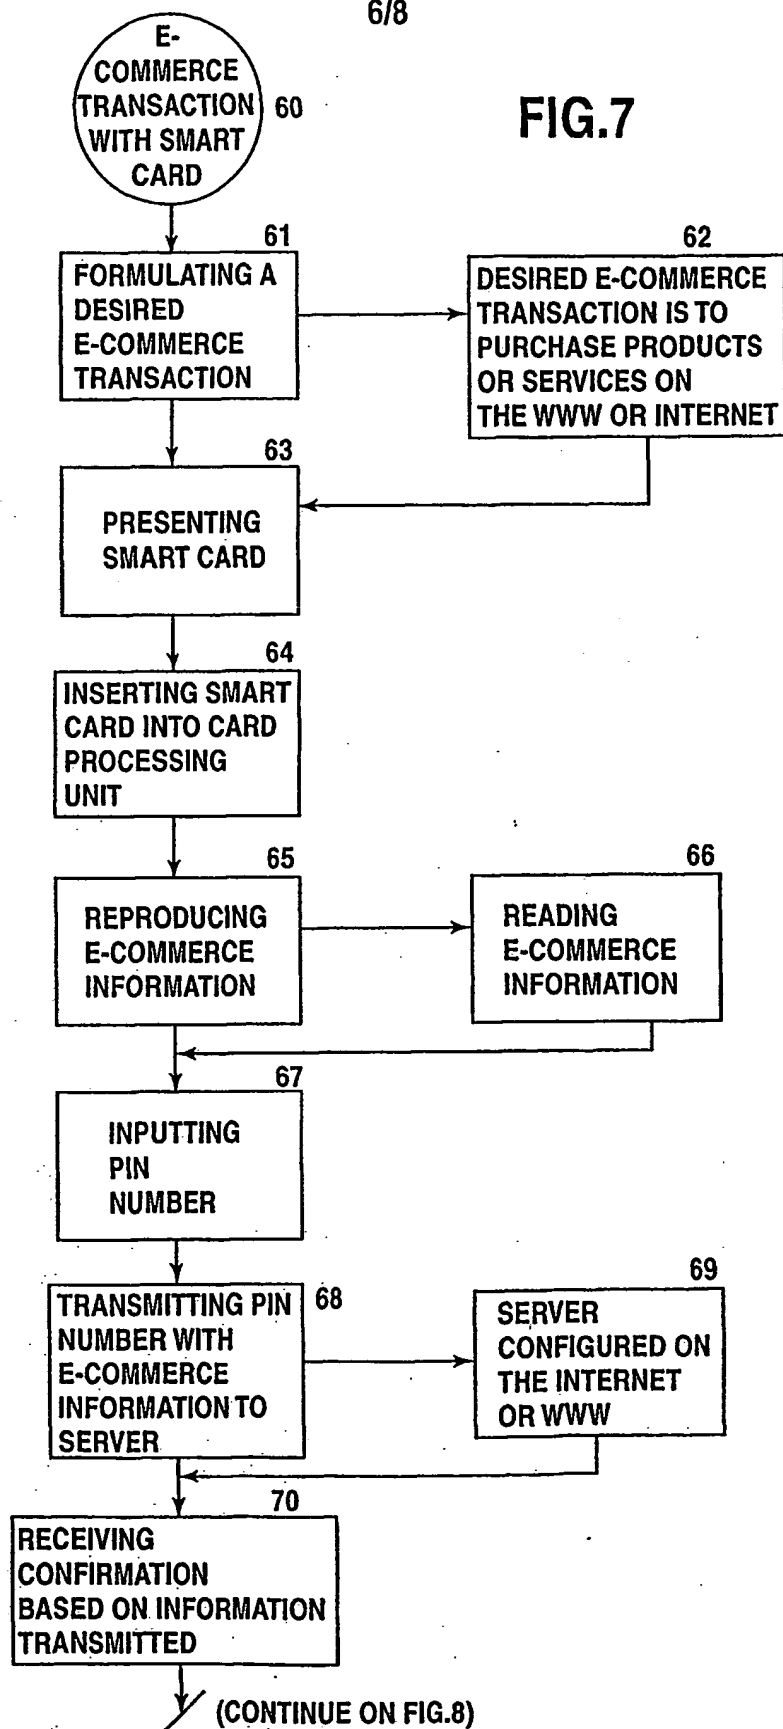 6/8
E-
COMMERCE
TRANSACTION
WITH SMART
CARD
60
FIG.7
61
FORMULATING A
DESIRED
E-COMMERCE
TRANSACTION
62
DESIRED E-COMMERCE
TRANSACTION IS TO
PURCHASE PRODUCTS
OR SERVICES ON
THE WWW OR INTERNET
63
PRESENTING
SMART CARD
64
INSERTING SMART
CARD INTO CARD
PROCESSING
UNIT
65
REPRODUCING
E-COMMERCE
INFORMATION
66
READING
E-COMMERCE
INFORMATION
67
INPUTTING
PIN
NUMBER
68
TRANSMITTING PIN
NUMBER WITH
E-COMMERCE
INFORMATION TO
SERVER
69
SERVER
CONFIGURED ON
THE INTERNET
OR WWW
70
RECEIVING
CONFIRMATION
BASED ON INFORMATION
TRANSMITTED
(CONTINUE ON FIG.8)